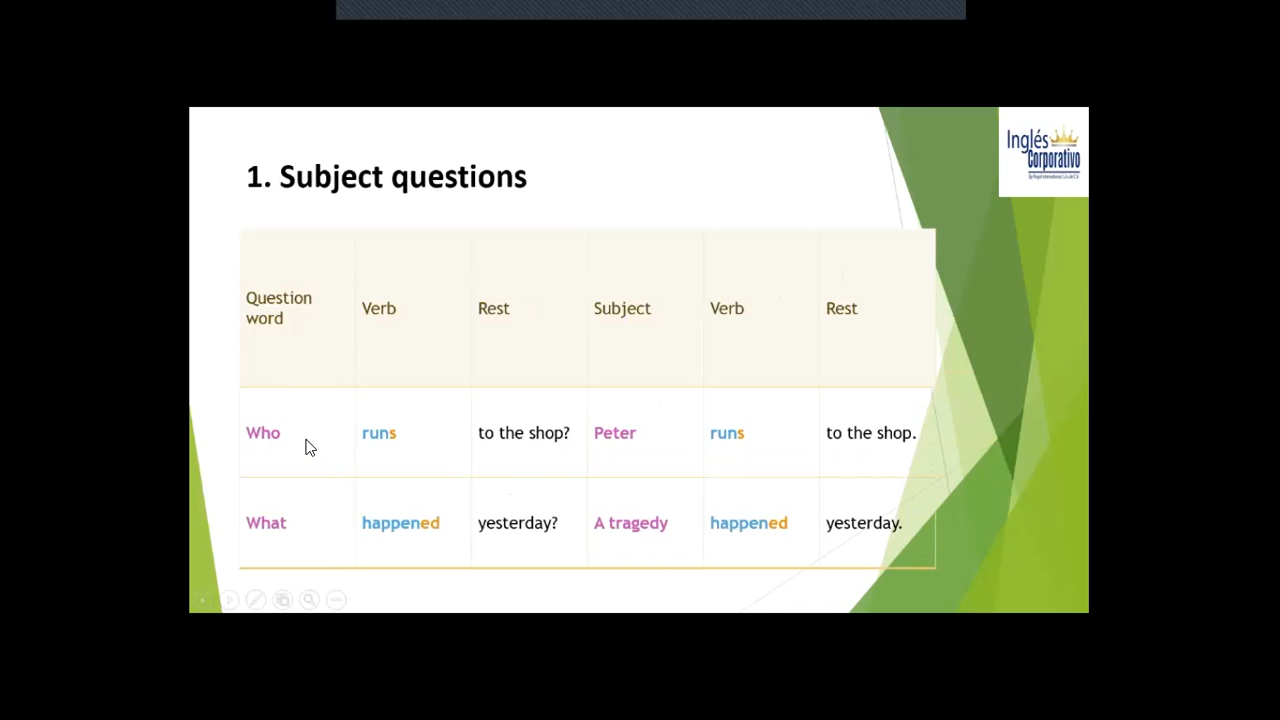 Inglés
Corporativo
1. Subject questions
Question
word
Verb
Rest
Subject
Verb
Rest
Who
runs
to the shop?
Peter
runs
to the shop.
What
happened
yesterday?
A tragedy
happened
yesterday.